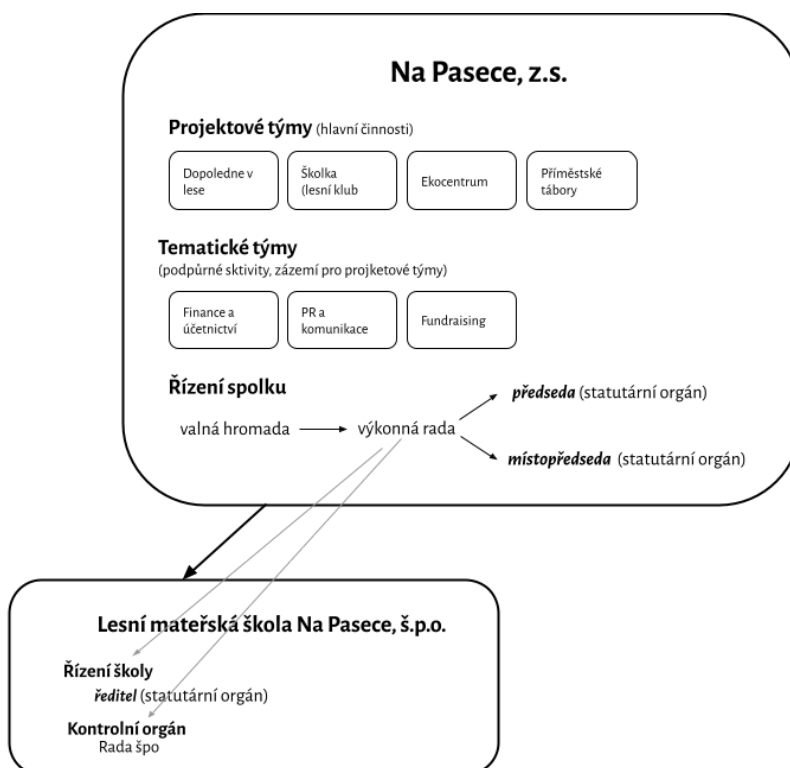 Na Pasece, z.s.
Projektové týmy (hlavní činnosti)
Dopoledne v
lese
Školka
(lesní klub
Ekocentrum
Příměstské
tábory
Tematické týmy
(podpůrné sktivity, zázemí pro projketové týmy)
Finance a
účetnictví
PR a
komunikace
Fundraising
Řízení spolku
předseda (statutární orgán)
valná hromada
výkonná rada
místopředseda (statutární orgán)
Lesní mateřská škola Na Pasece, š.p.o.
Řízení školy
ředitel (statutární orgán)
Kontrolní orgán
Rada špo